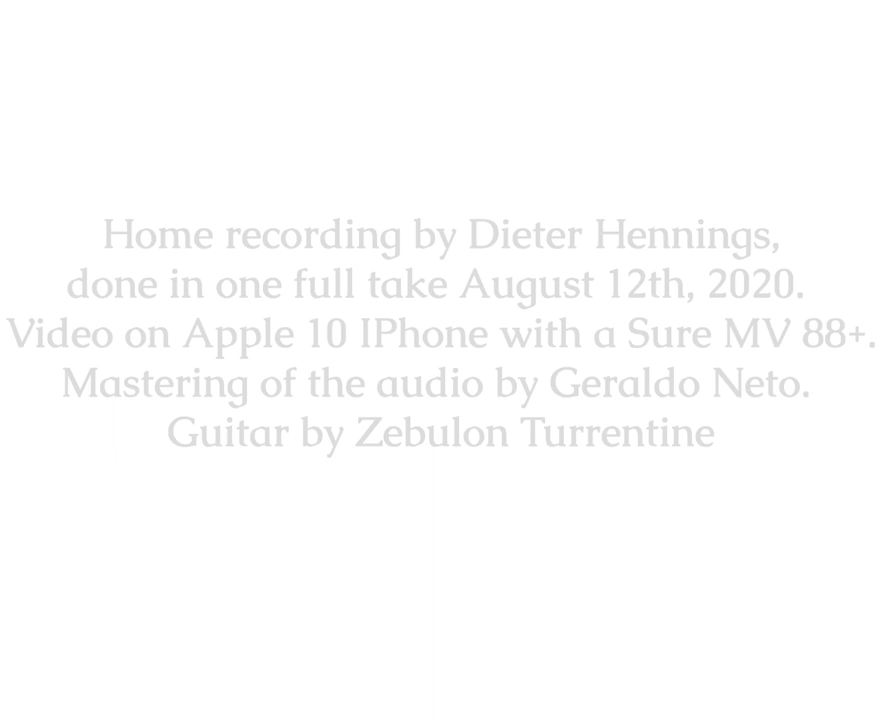 Home recording by Dieter Hennings,
done in one full take August 12th, 2020.
Video on Apple 10 IPhone with a Sure MV 88+.
Mastering of the audio by Geraldo Neto.
Guitar by Zebulon Turrentine